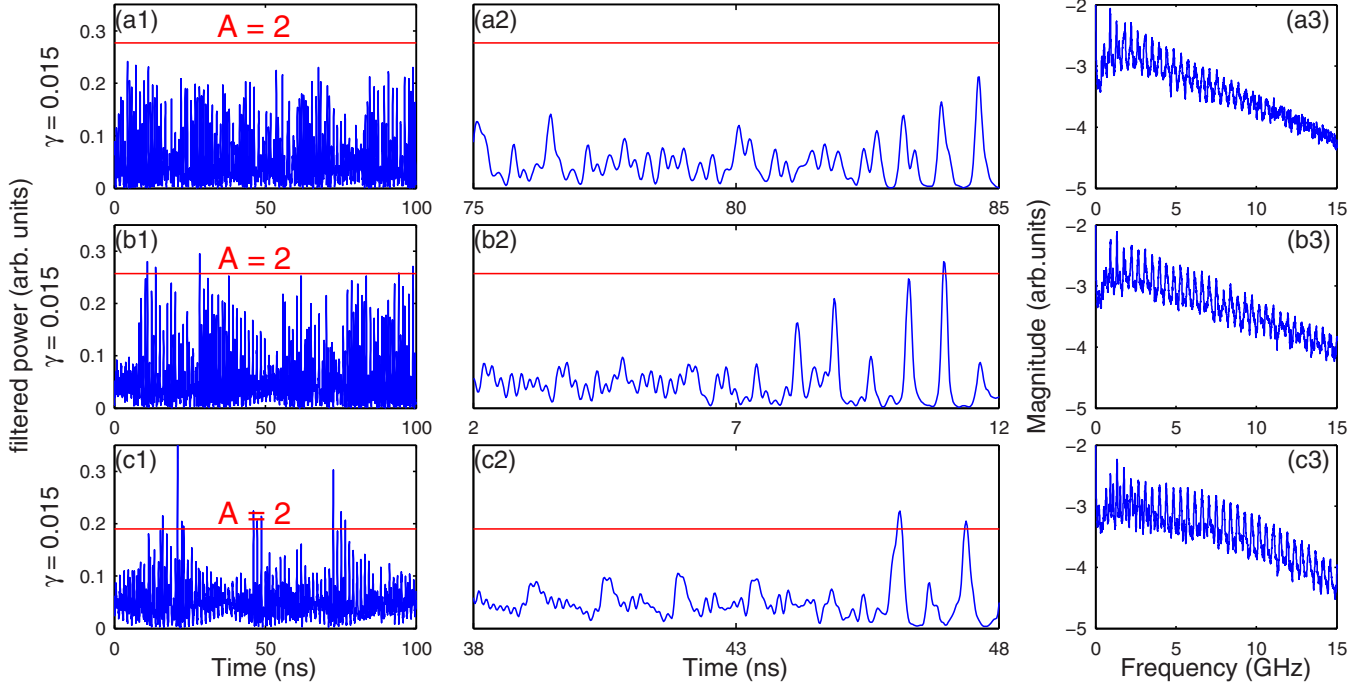 filtered power (arb. units)
γ = 0.015
(a1)
A = 2
0.3
0.2
0.1
0
0 50 100
(a2)
75 80 85
Magnitude (arb.units)
(a3)
-2
-3
-4
-5
0 5 10 15
γ = 0.015
(b1)
A = 2
0.3
0.2
0.1
0
0 50 100
(b2)
2 7 12
(b3)
-2
-3
-4
-5
0 5 10 15
γ = 0.015
(c1)
A = 2
0.3
0.2
0.1
0
0 50 100
Time (ns)
(c2)
38 43 48
Time (ns)
(c3)
-2
-3
-4
-5
0 5 10 15
Frequency (GHz)